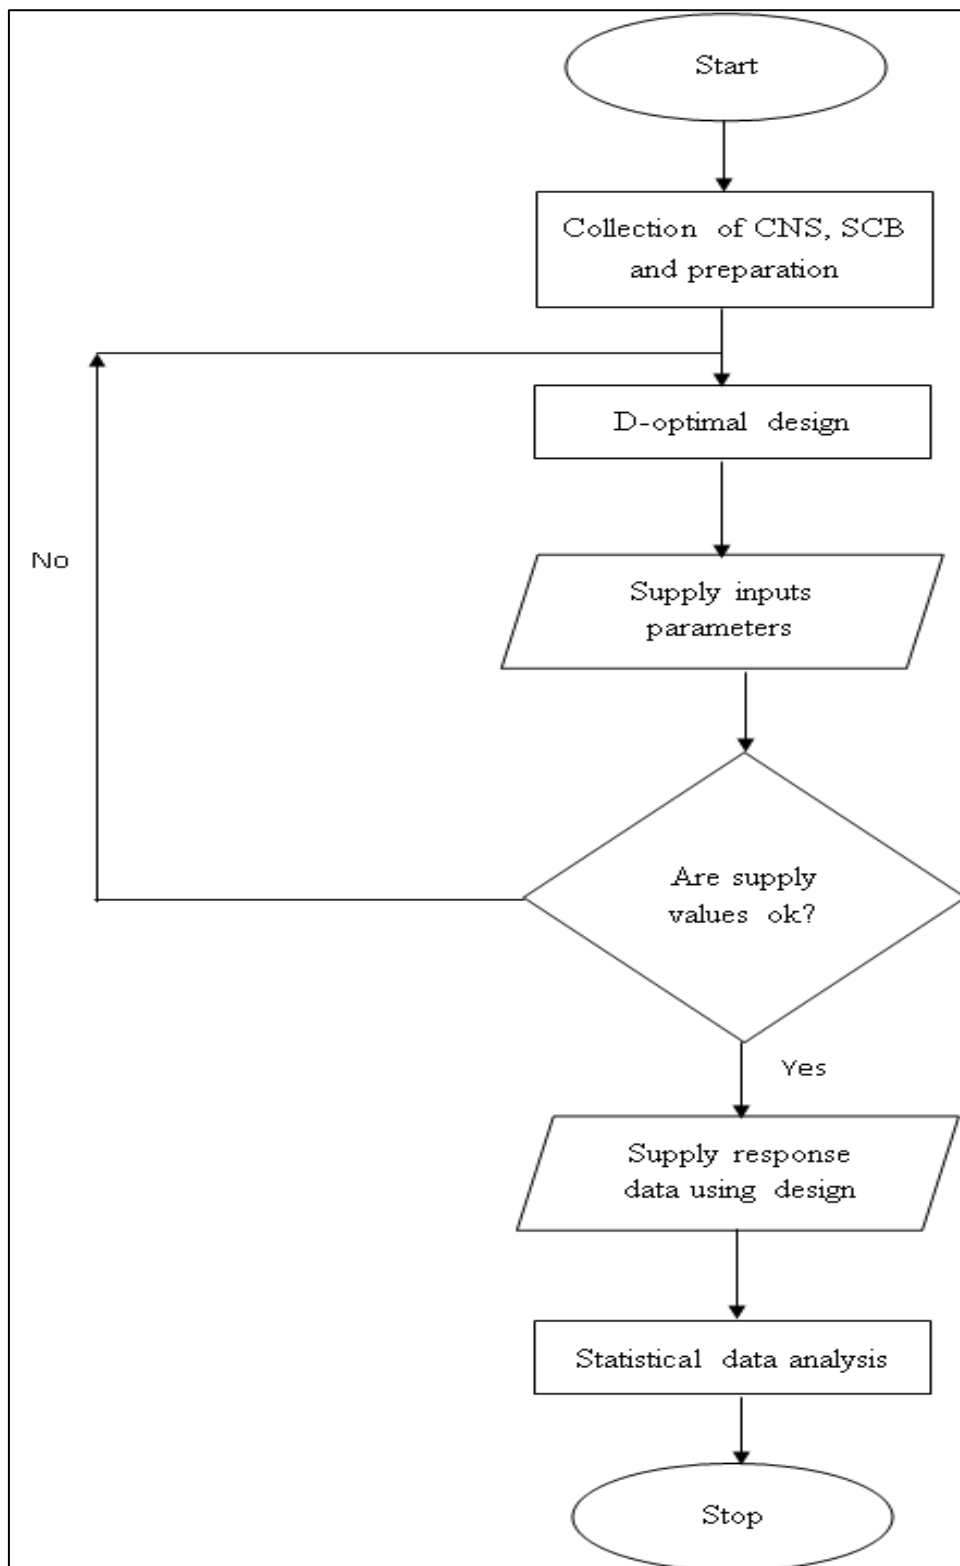 Start
Collection of CNS, SCB
and preparation
D-optimal design
No
Supply inputs
parameters
Are supply
values ok?
Yes
Supply response
data using design
Statistical data analysis
Stop